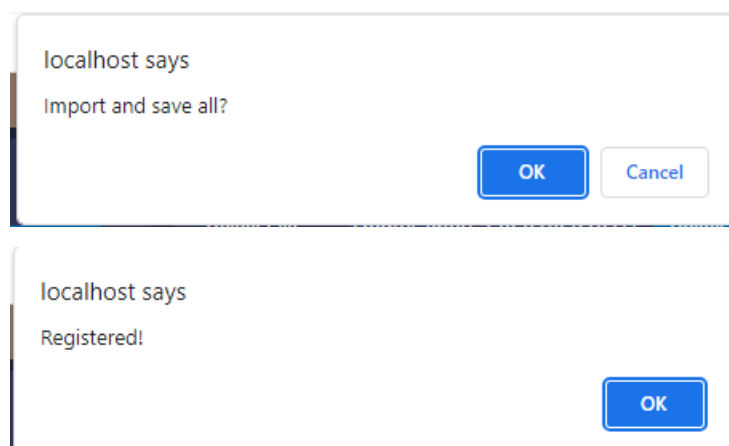 localhost says
Import and save all?
OK
Cancel
localhost says
Registered!
OK